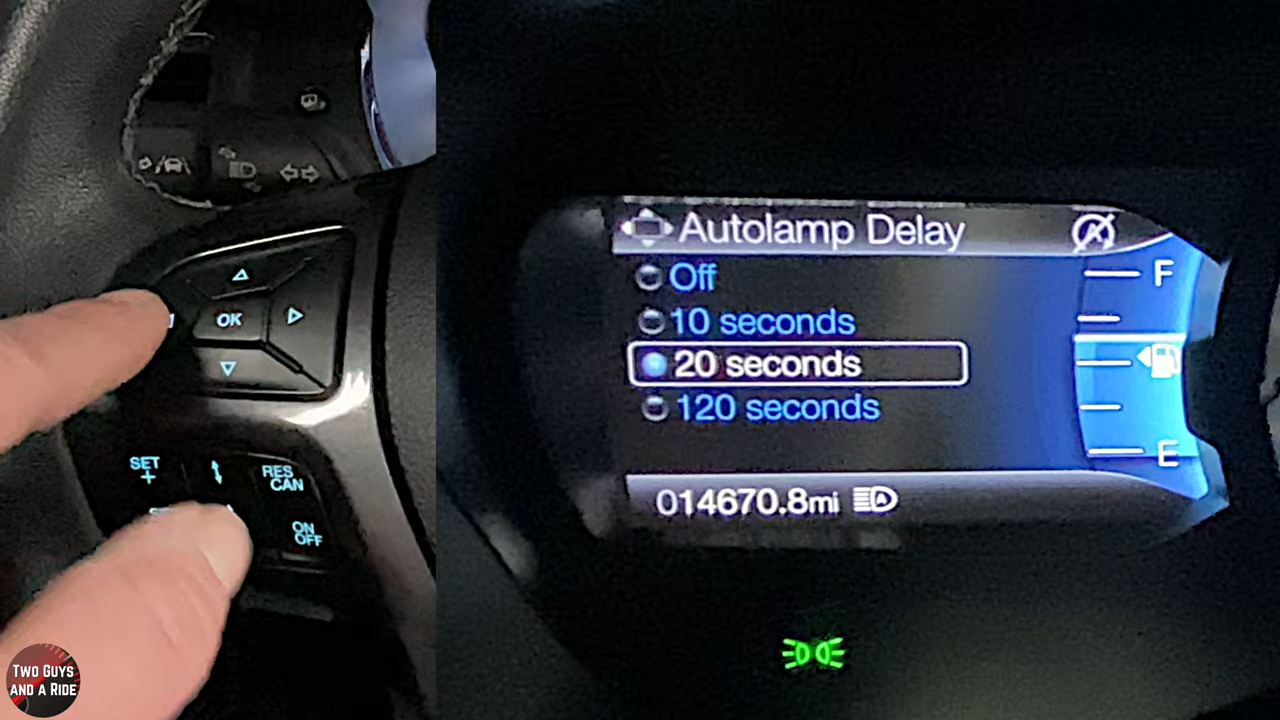 OK
SET
+
RES
CAN
ON
OFF
TWO GUYS
AND A RIDE
Autolamp Delay
Off
10 seconds
20 seconds
120 seconds
014670.8mi
A
F
E